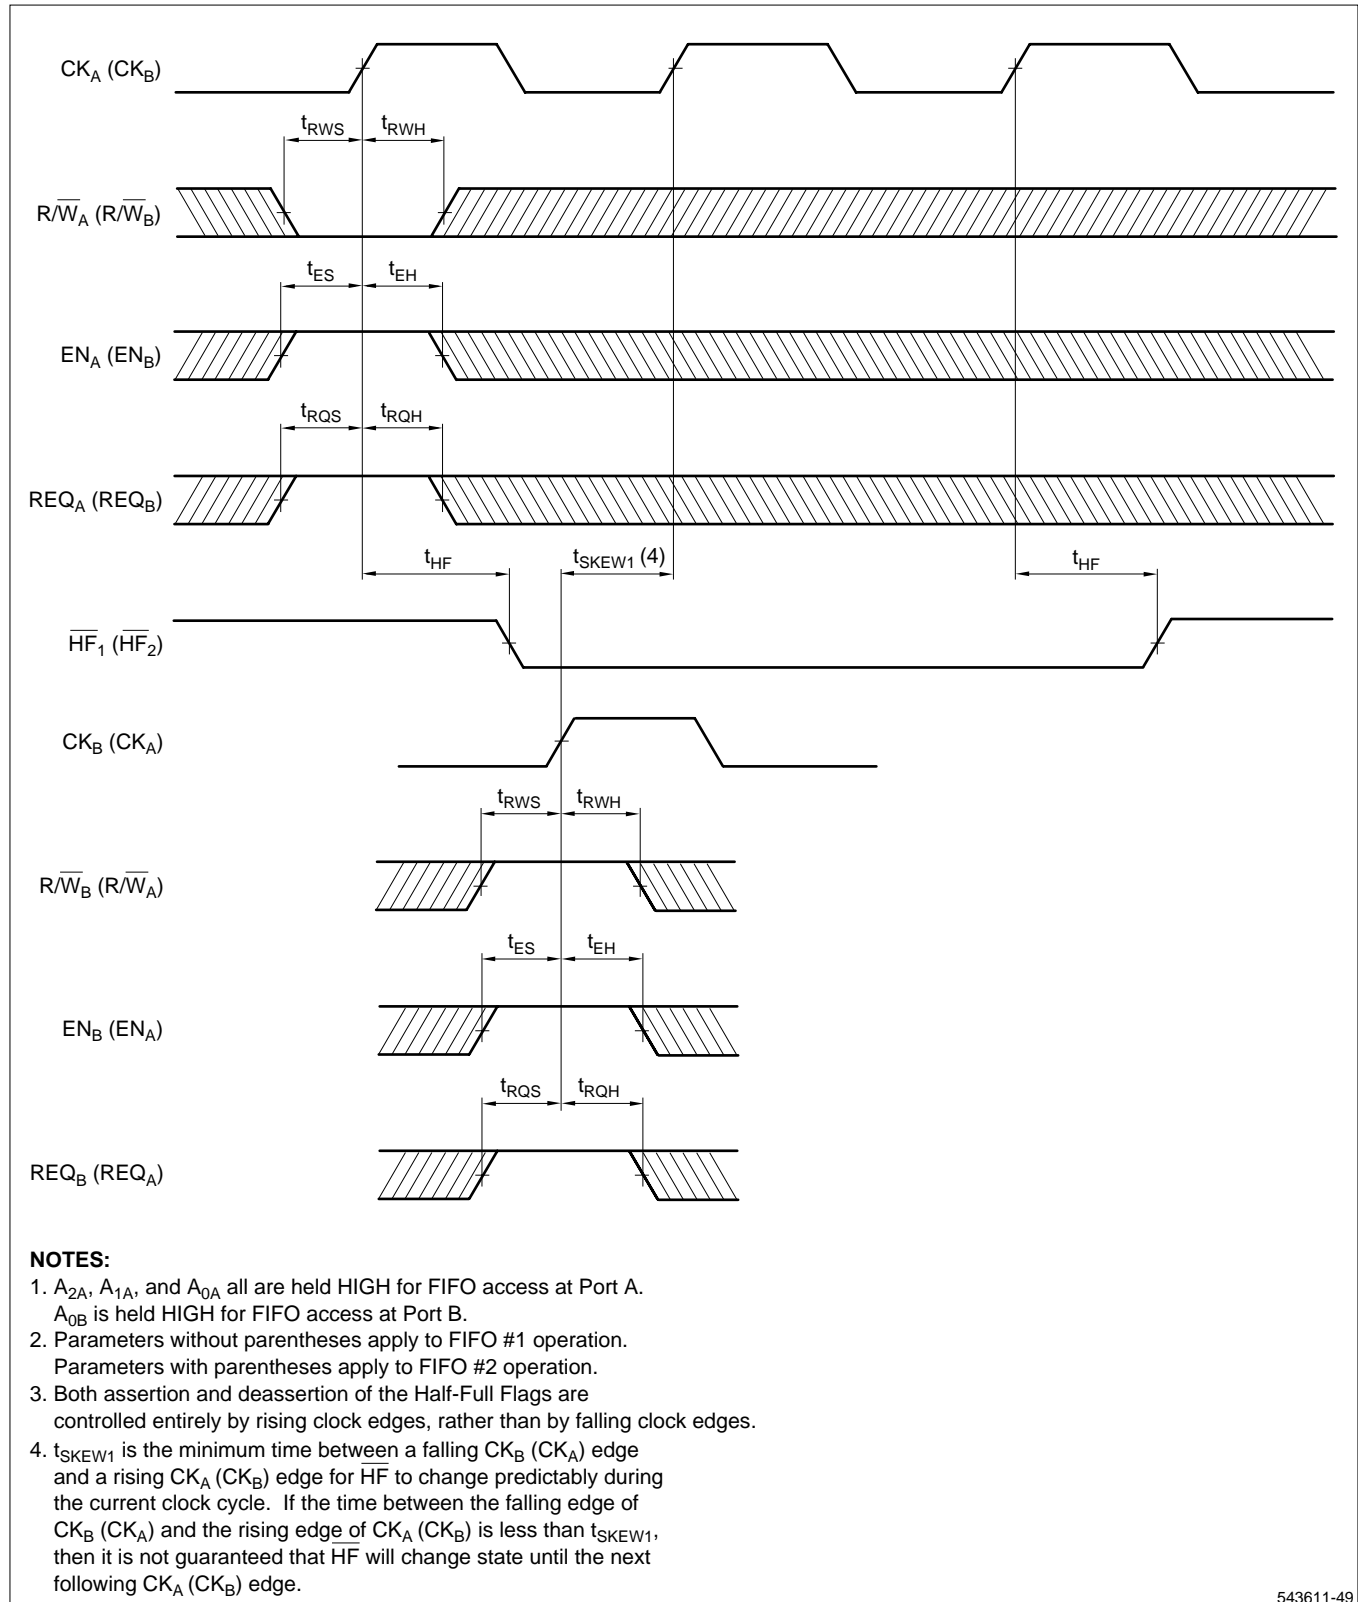 CKA (CKB)
tRWS tRWH
R/W̅A (R/W̅B)
tES tEH
ENA (ENB)
tRQS tRQH
REQA (REQB)
tHF tSKEW1 (4) tHF
H̅F̅1 (H̅F̅2)
CKB (CKA)
tRWS tRWH
R/W̅B (R/W̅A)
tES tEH
ENB (ENA)
tRQS tRQH
REQB (REQA)
NOTES:
1. A2A, A1A, and A0A all are held HIGH for FIFO access at Port A.
A0B is held HIGH for FIFO access at Port B.
2. Parameters without parentheses apply to FIFO #1 operation.
Parameters with parentheses apply to FIFO #2 operation.
3. Both assertion and deassertion of the Half-Full Flags are
controlled entirely by rising clock edges, rather than by falling clock edges.
4. tSKEW1 is the minimum time between a falling CKB (CKA) edge
and a rising CKA (CKB) edge for H̅F̅ to change predictably during
the current clock cycle. If the time between the falling edge of
CKB (CKA) and the rising edge of CKA (CKB) is less than tSKEW1,
then it is not guaranteed that H̅F̅ will change state until the next
following CKA (CKB) edge.
543611-49